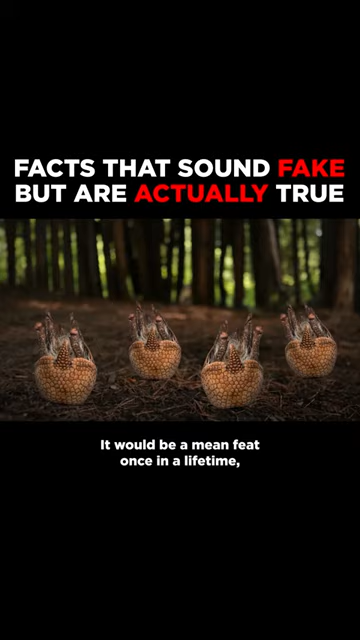 FACTS THAT SOUND FAKE
BUT ARE ACTUALLY TRUE
It would be a mean feat
once in a lifetime,